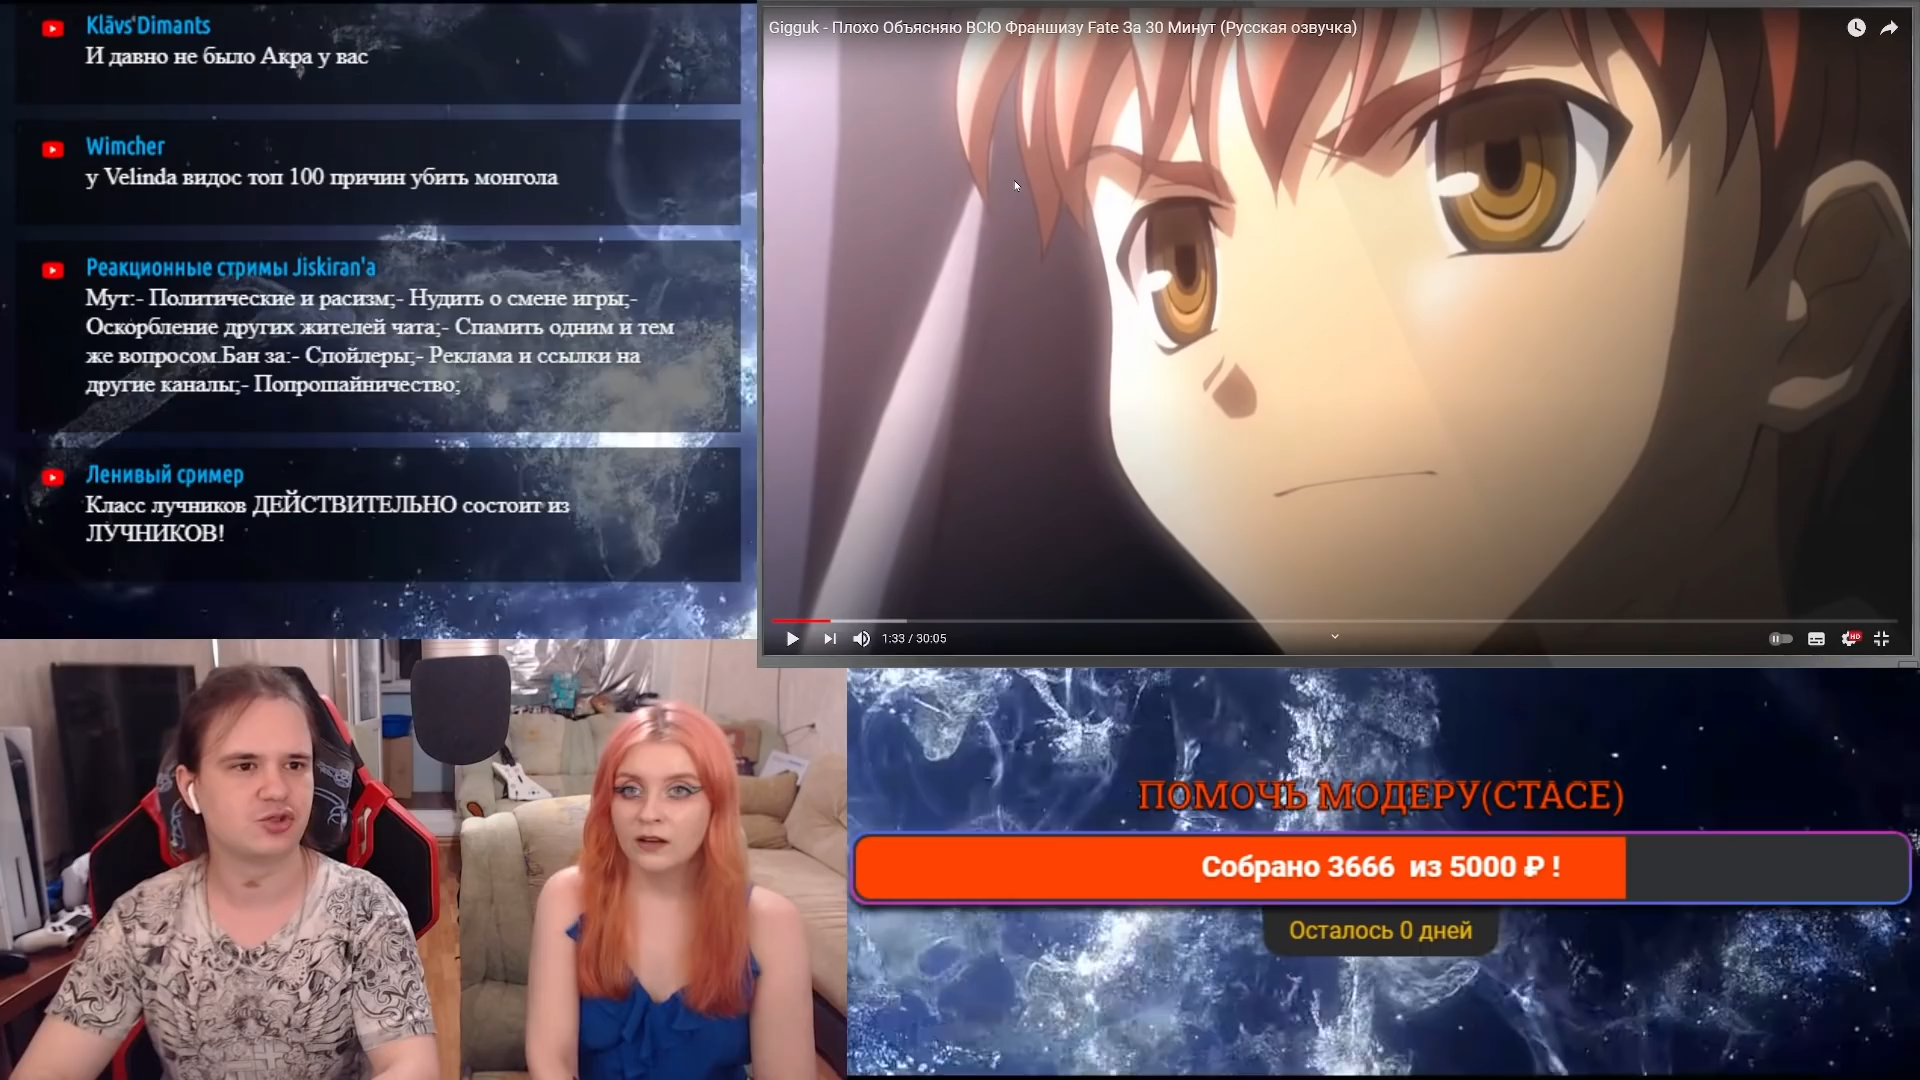 Klāvs Dimants
И давно не было Акра у вас
Wimcher
у Velinda видос топ 100 причин убить монгола
Реакционные стримы Jiskiran'a
Мут:- Политические и расизм;- Нудить о смене игры;-
Оскорбление других жителей чата;- Спамить одним и тем
же вопросом.Бан за:- Спойлеры;- Реклама и ссылки на
другие каналы;- Попрошайничество;
Ленивый сример
Класс лучников ДЕЙСТВИТЕЛЬНО состоит из
ЛУЧНИКОВ!
Gigguk - Плохо Объясняю ВСЮ Франшизу Fate За 30 Минут (Русская озвучка)
1:33 / 30:05
HD
ПОМОЧЬ МОДЕРУ(СТАСЕ)
Собрано 3666 из 5000 ₽ !
Осталось 0 дней